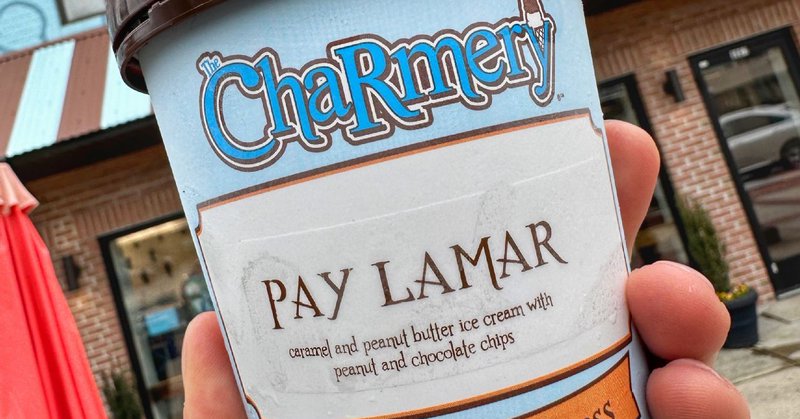 The
Charmery
PAY LAMAR
caramel and peanut butter ice cream with
peanut and chocolate chips